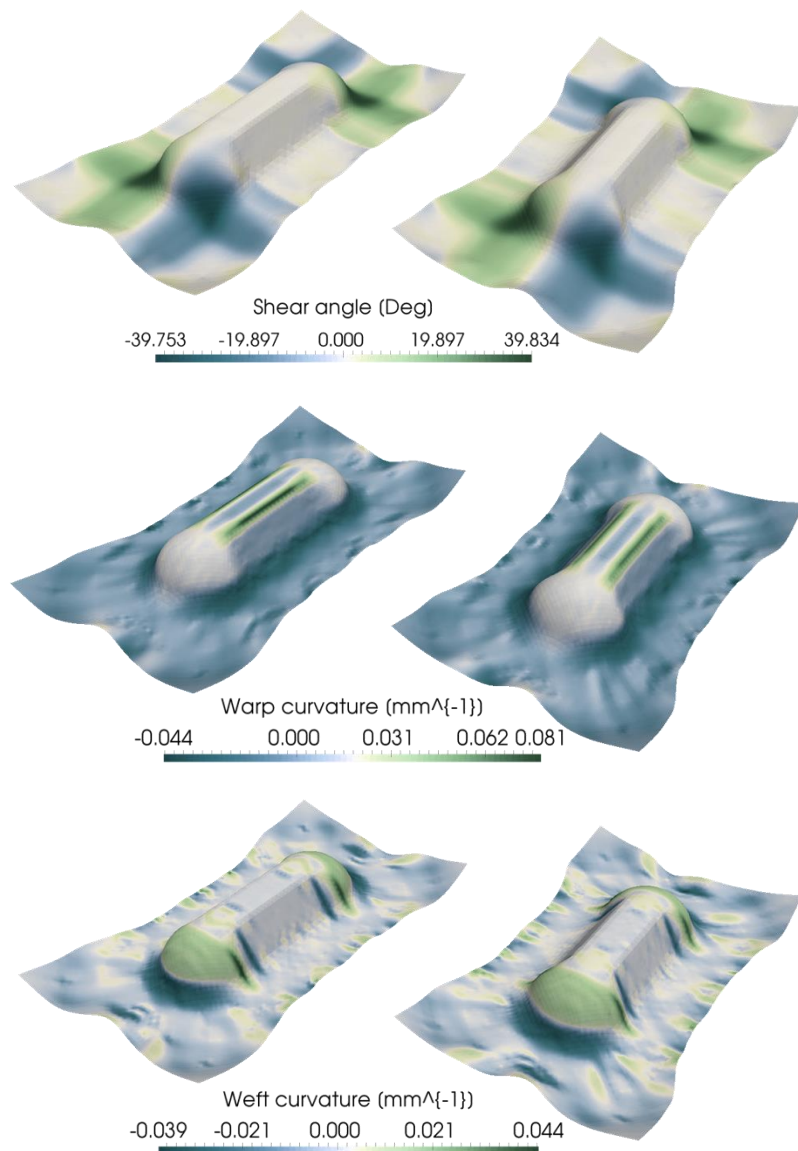 Shear angle (Deg)
-39.753 -19.897 0.000 19.897 39.834
Warp curvature (mm^{-1})
-0.044 0.000 0.031 0.062 0.081
Weft curvature (mm^{-1})
-0.039 -0.021 0.000 0.021 0.044